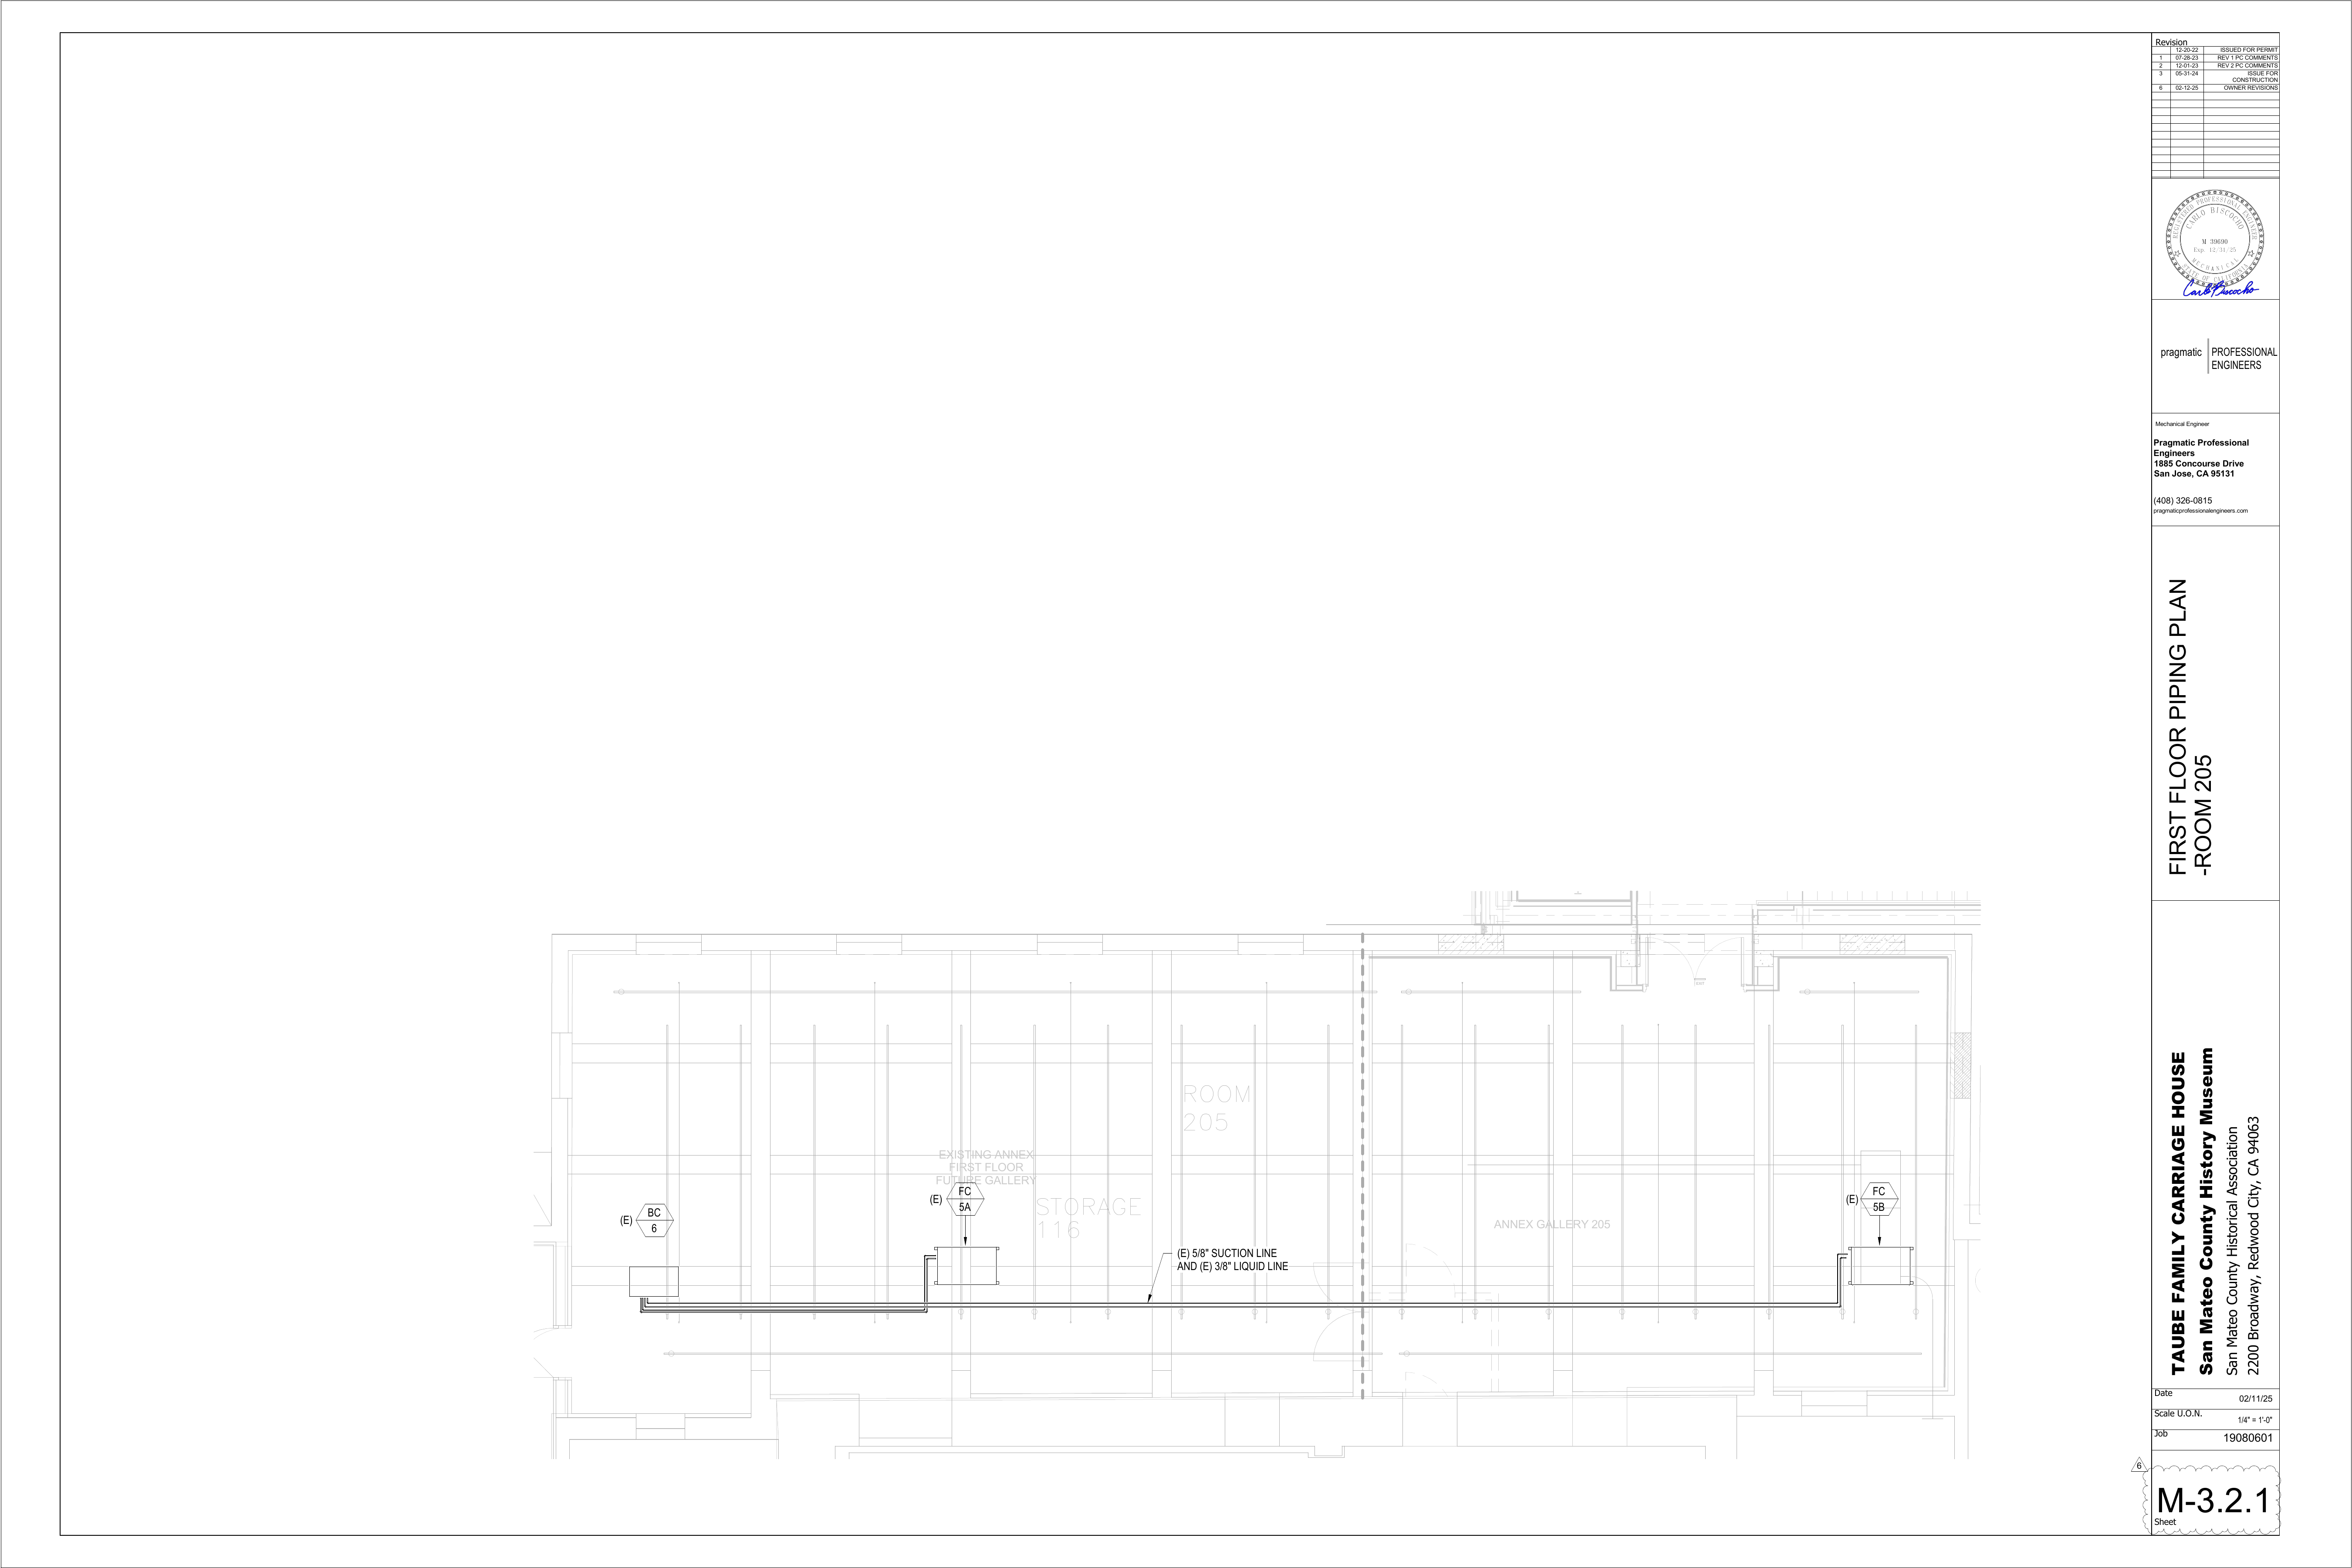 Revision
12-20-22 ISSUED FOR PERMIT
1 07-28-23 REV 1 PC COMMENTS
2 12-01-23 REV 2 PC COMMENTS
3 05-31-24 ISSUE FOR
CONSTRUCTION
6 02-12-25 OWNER REVISIONS
REGISTERED PROFESSIONAL ENGINEER
CARLO BISCOCHO
M 39690
Exp. 12/31/25
MECHANICAL
STATE OF CALIFORNIA
Carlo Biscocho
pragmatic
PROFESSIONAL
ENGINEERS
Mechanical Engineer
Pragmatic Professional
Engineers
1885 Concourse Drive
San Jose, CA 95131
(408) 326-0815
pragmaticprofessionalengineers.com
FIRST FLOOR PIPING PLAN
-ROOM 205
TAUBE FAMILY CARRIAGE HOUSE
San Mateo County History Museum
San Mateo County Historical Association
2200 Broadway, Redwood City, CA 94063
Date
02/11/25
Scale U.O.N.
1/4" = 1'-0"
Job
19080601
6
M-3.2.1
Sheet
ROOM
205
EXISTING ANNEX
FIRST FLOOR
FUTURE GALLERY
STORAGE
116
ANNEX GALLERY 205
(E)
BC
6
(E)
FC
5A
(E)
FC
5B
(E) 5/8" SUCTION LINE
AND (E) 3/8" LIQUID LINE